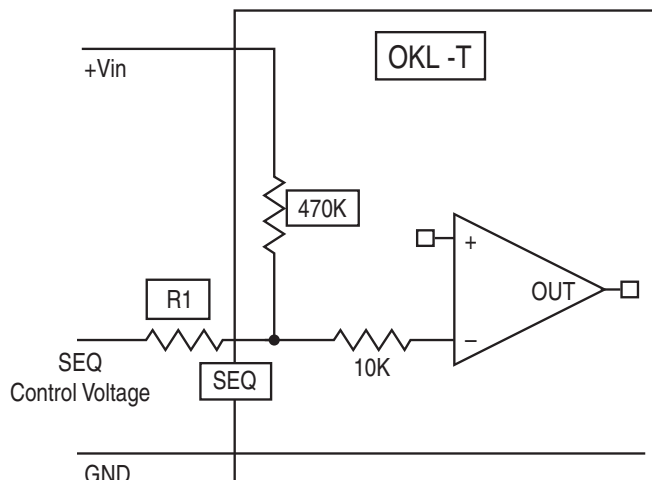 +Vin
OKL -T
470K
+
R1
OUT
SEQ
Control Voltage
SEQ
10K
−
GND